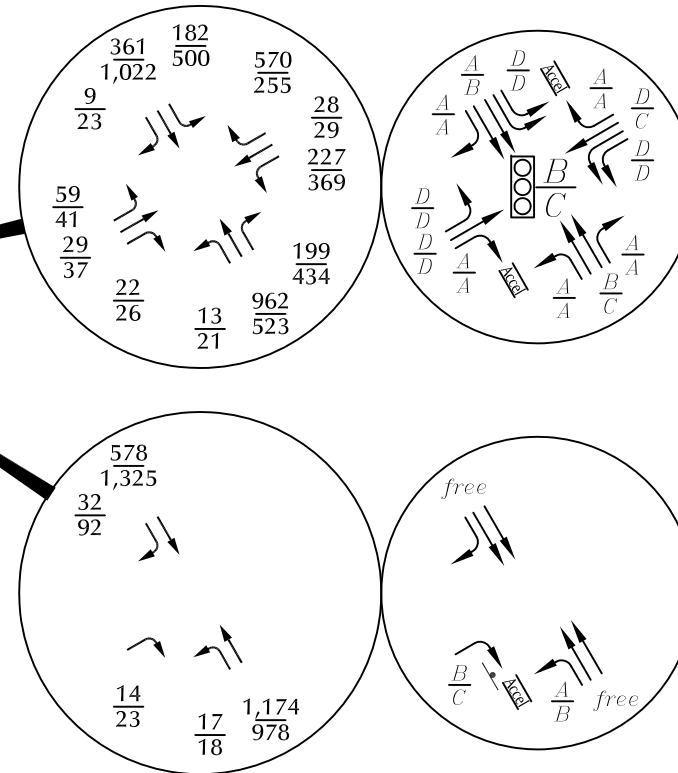 361
1,022
182
500
570
255
9
23
28
29
227
369
59
41
29
37
22
26
199
434
962
523
13
21
A
B
D
D
Accel
A
A
A
A
D
C
D
D
B
C
D
D
D
D
A
A
Accel
A
A
B
C
A
A
578
1,325
32
92
14
23
17
18
1,174
978
free
B
C
Accel
A
B
free